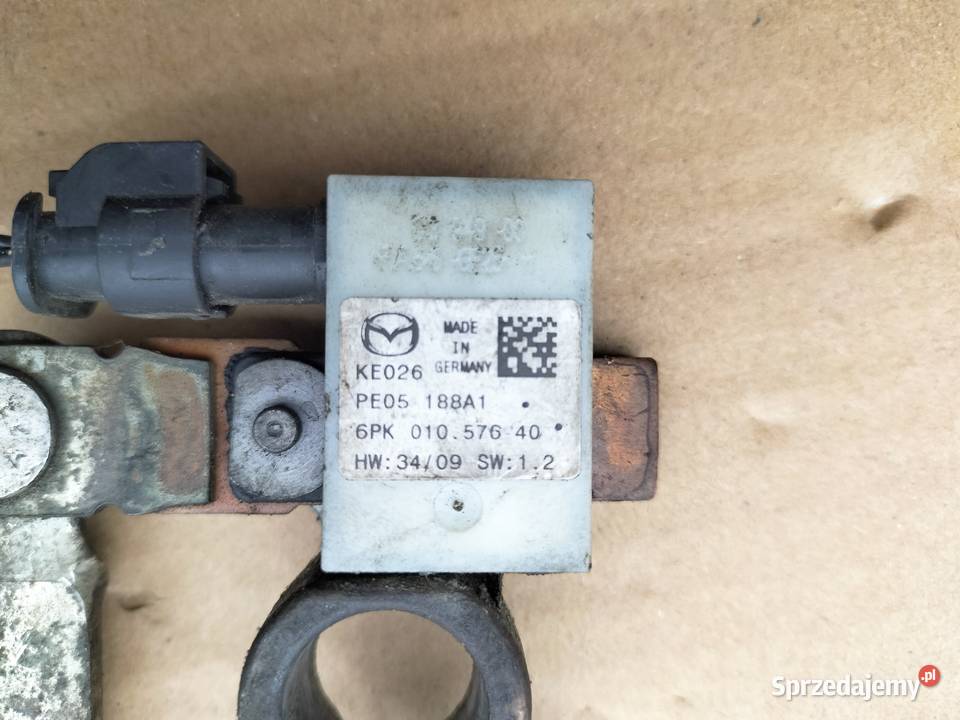 MADE
IN
GERMANY
KE026
PE05 188A1
6PK 010.576 40
HW:34/09 SW:1.2
Sprzedajemy.pl